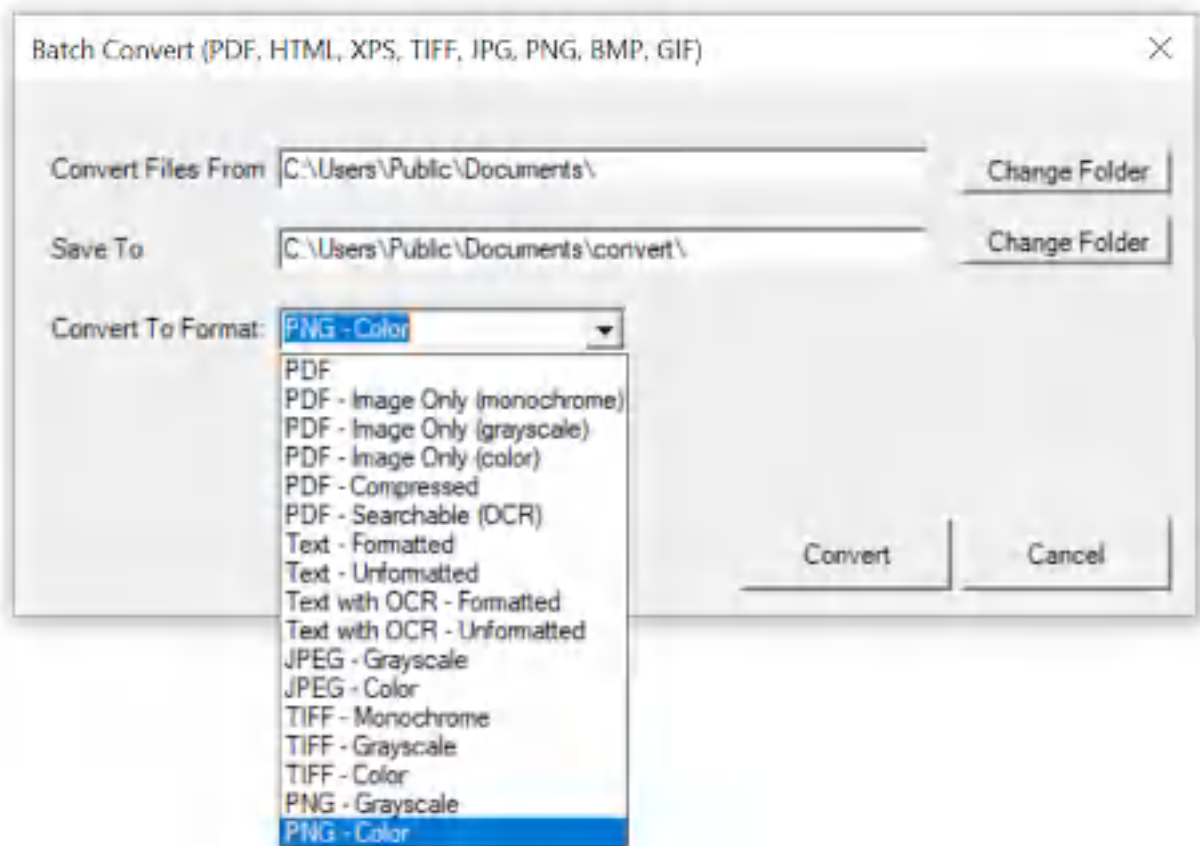 Batch Convert (PDF, HTML, XPS, TIFF, JPG, PNG, BMP, GIF)
Convert Files From C:\Users\Public\Documents\ Change Folder
Save To C:\Users\Public\Documents\convert\ Change Folder
Convert To Format: PNG - Color
PDF
PDF - Image Only (monochrome)
PDF - Image Only (grayscale)
PDF - Image Only (color)
PDF - Compressed
PDF - Searchable (OCR)
Text - Formatted
Text - Unformatted
Text with OCR - Formatted
Text with OCR - Unformatted
JPEG - Grayscale
JPEG - Color
TIFF - Monochrome
TIFF - Grayscale
TIFF - Color
PNG - Grayscale
PNG - Color
Convert Cancel